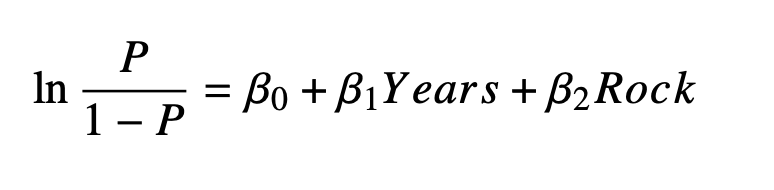 ln P / 1 − P = β₀ + β₁Years + β₂Rock